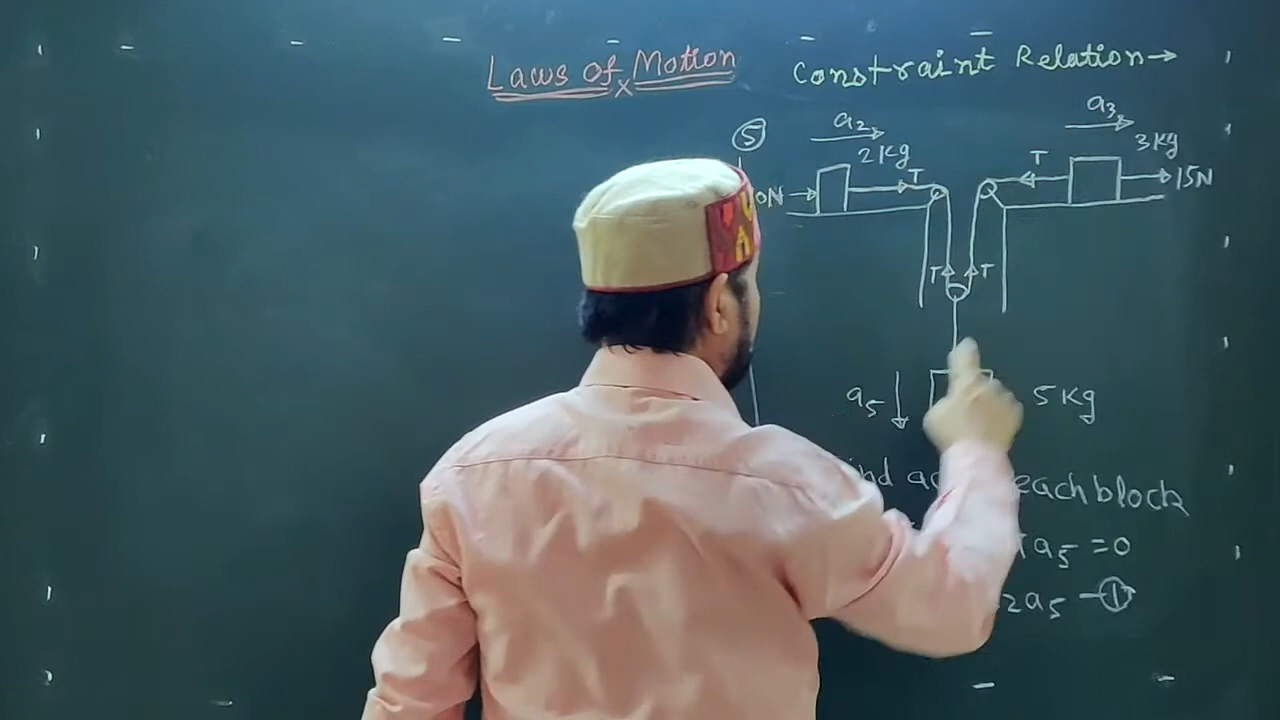 Laws of Motion
x
Constraint Relation→
⑤
a₂
2Kg
T
0N
a₃
3Kg
T
15N
T T
a₅
5Kg
each block
a₅ = 0
2a₅ —①